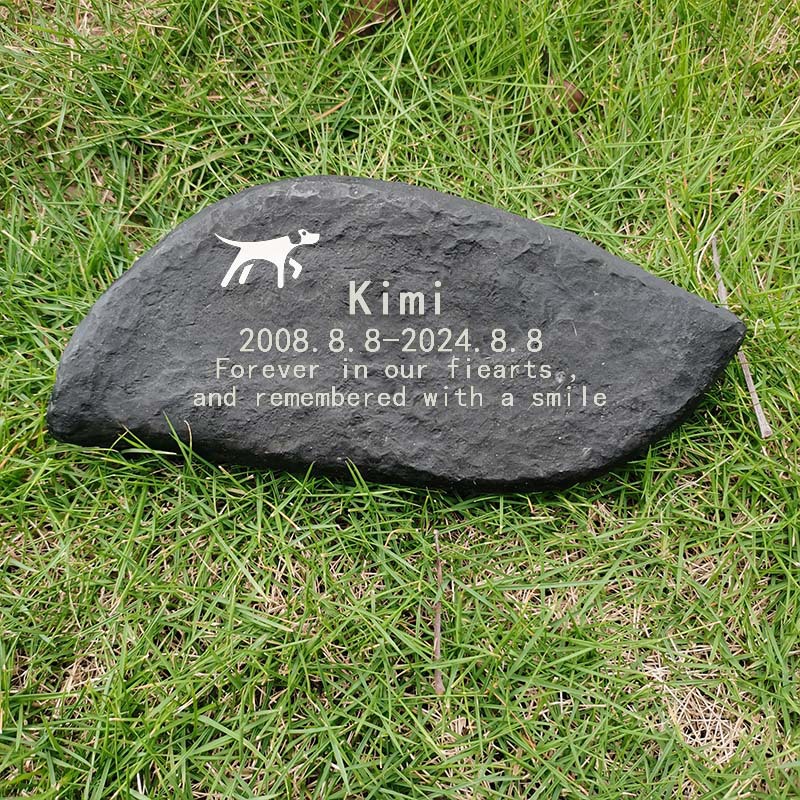 Kimi
2008.8.8-2024.8.8
Forever in our fiearts,
and remembered with a smile